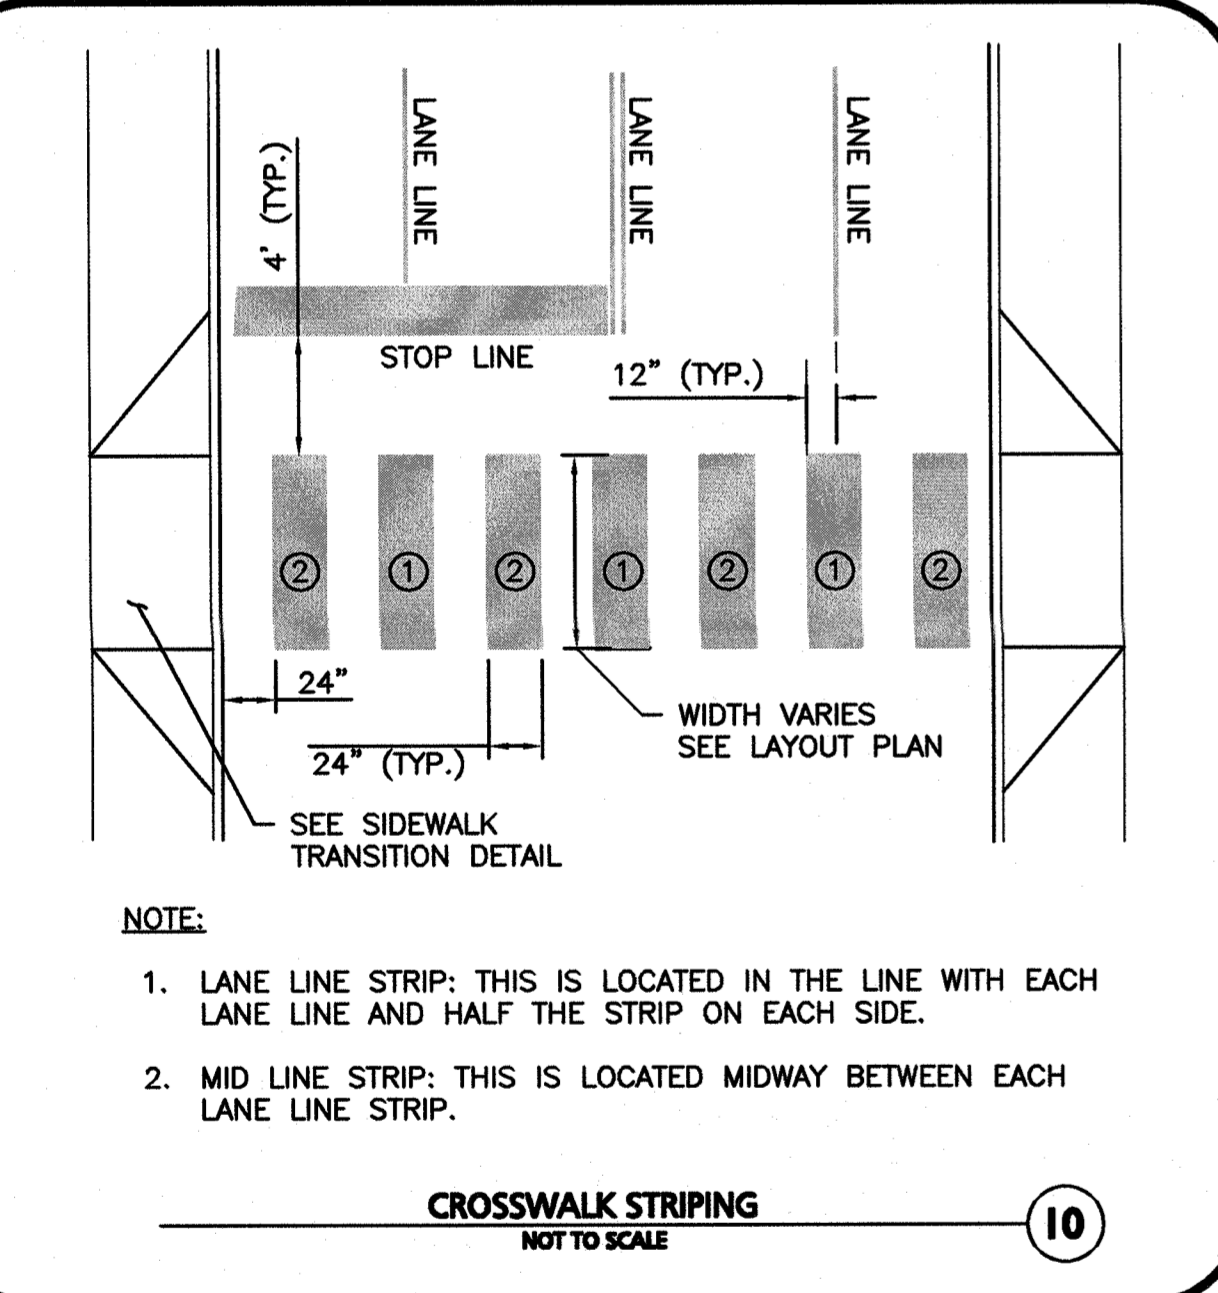 LANE LINE
LANE LINE
LANE LINE
4' (TYP.)
STOP LINE
12" (TYP.)
2
1
2
1
2
1
2
24"
24" (TYP.)
WIDTH VARIES
SEE LAYOUT PLAN
SEE SIDEWALK
TRANSITION DETAIL
NOTE:
1. LANE LINE STRIP: THIS IS LOCATED IN THE LINE WITH EACH
LANE LINE AND HALF THE STRIP ON EACH SIDE.
2. MID LINE STRIP: THIS IS LOCATED MIDWAY BETWEEN EACH
LANE LINE STRIP.
CROSSWALK STRIPING
NOT TO SCALE
10